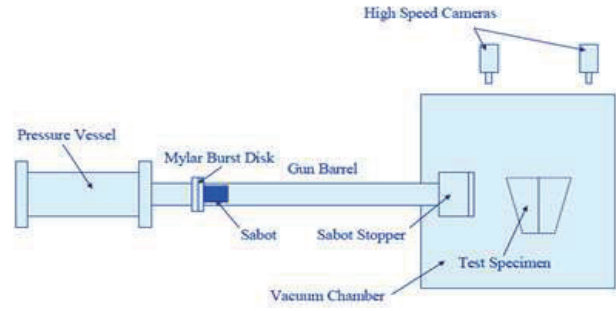 High Speed Cameras
Pressure Vessel
Mylar Burst Disk
Gun Barrel
Sabot
Sabot Stopper
Test Specimen
Vacuum Chamber